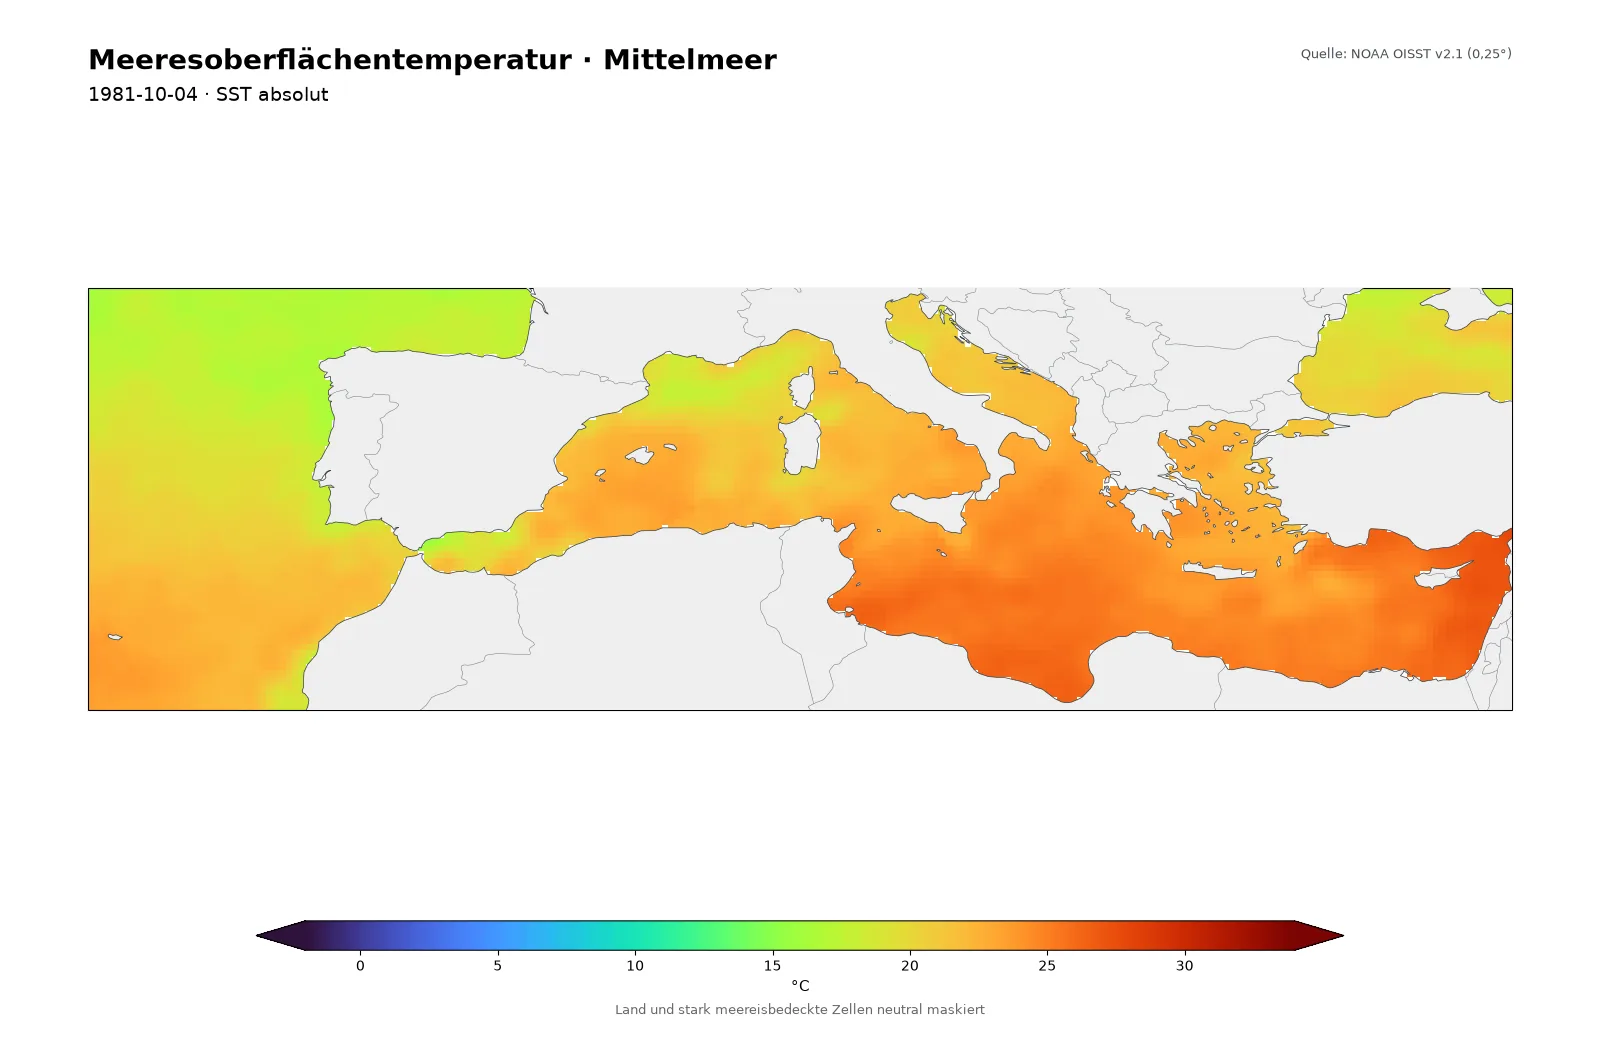 Meeresoberflächentemperatur · Mittelmeer
Quelle: NOAA OISST v2.1 (0,25°)
1981-10-04 · SST absolut
0 5 10 15 20 25 30
°C
Land und stark meereisbedeckte Zellen neutral maskiert